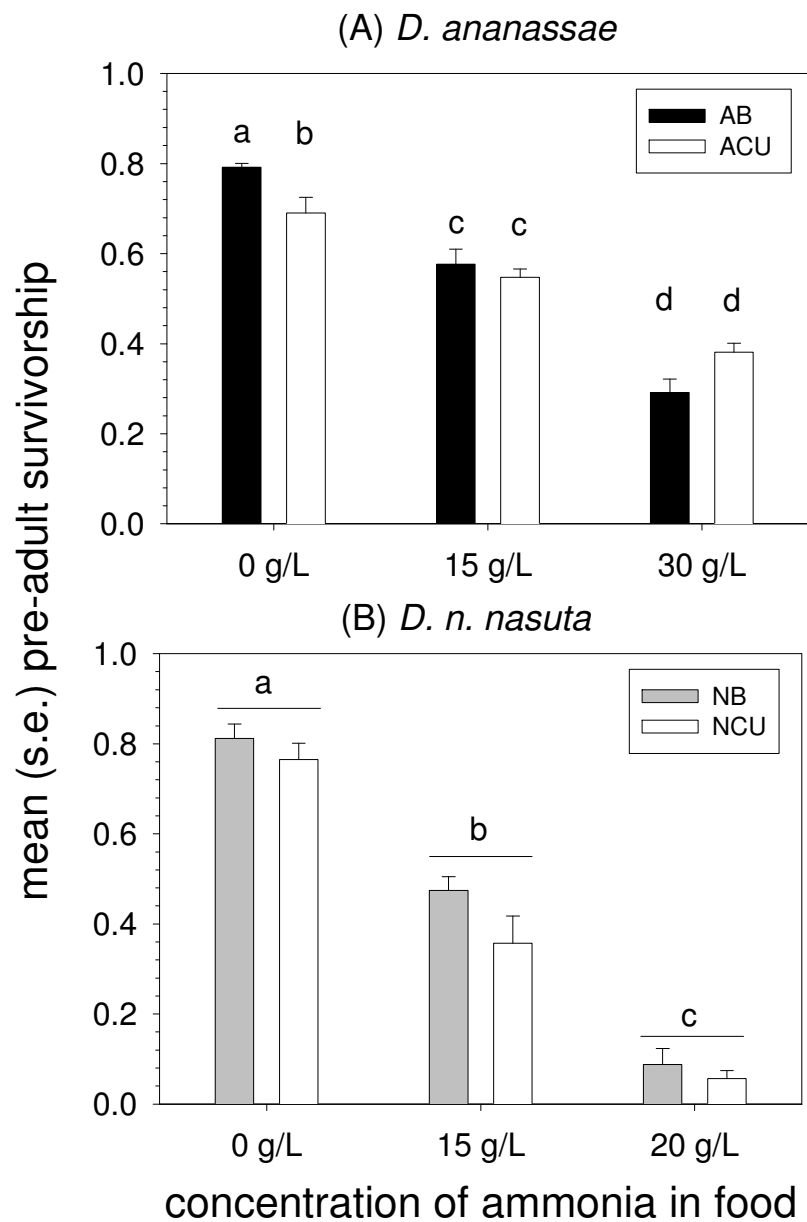 (A) D. ananassae
1.0
0.8
0.6
0.4
0.2
0.0
a
b
c
c
d
d
AB
ACU
0 g/L
15 g/L
30 g/L
(B) D. n. nasuta
1.0
0.8
0.6
0.4
0.2
0.0
a
b
c
NB
NCU
0 g/L
15 g/L
20 g/L
mean (s.e.) pre-adult survivorship
concentration of ammonia in food